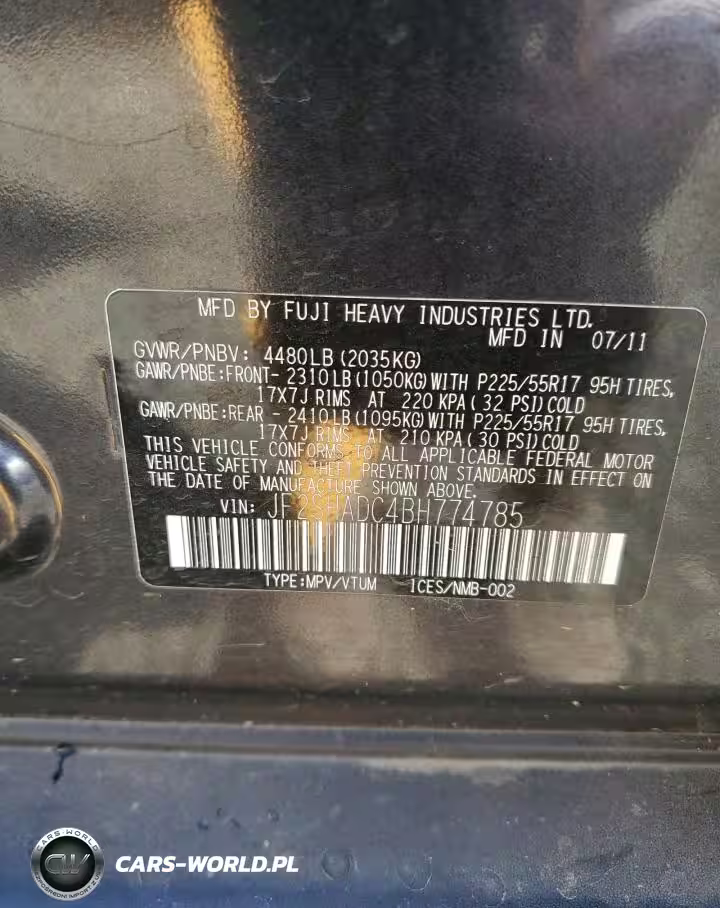 MFD BY FUJI HEAVY INDUSTRIES LTD.
MFD IN 07/11
GVWR/PNBV: 4480LB(2035KG)
GAWR/PNBE:FRONT- 2310LB(1050KG)WITH P225/55R17 95H TIRES,
17X7J RIMS AT 220 KPA(32 PSI)COLD
GAWR/PNBE:REAR - 2410LB(1095KG)WITH P225/55R17 95H TIRES,
17X7J RIMS AT 210 KPA(30 PSI)COLD
THIS VEHICLE CONFORMS TO ALL APPLICABLE FEDERAL MOTOR
VEHICLE SAFETY AND THEFT PREVENTION STANDARDS IN EFFECT ON
THE DATE OF MANUFACTURE SHOWN ABOVE.
VIN: JF2SHADC4BH774785
TYPE:MPV/VTUM ICES/NMB-002
CARS-WORLD
CW
CARS-WORLD.PL